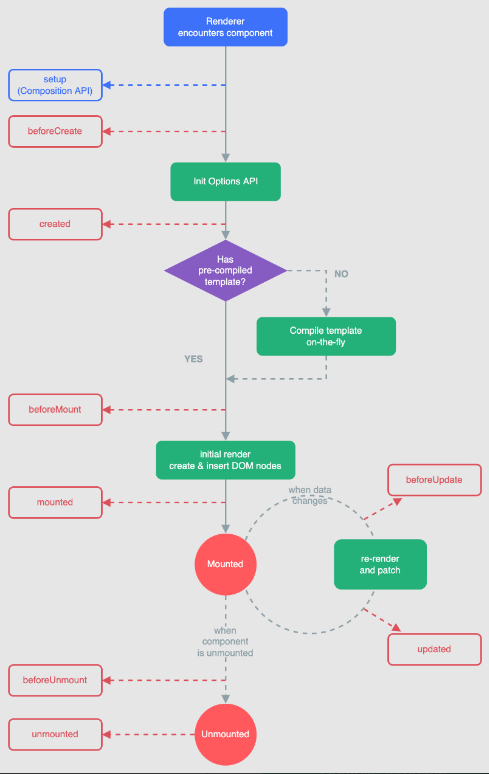 Renderer
encounters component
setup
(Composition API)
beforeCreate
Init Options API
created
Has
pre-compiled
template?
NO
Compile template
on-the-fly
YES
beforeMount
initial render
create & insert DOM nodes
mounted
when data
changes
beforeUpdate
Mounted
re-render
and patch
when
component
is unmounted
updated
beforeUnmount
unmounted
Unmounted